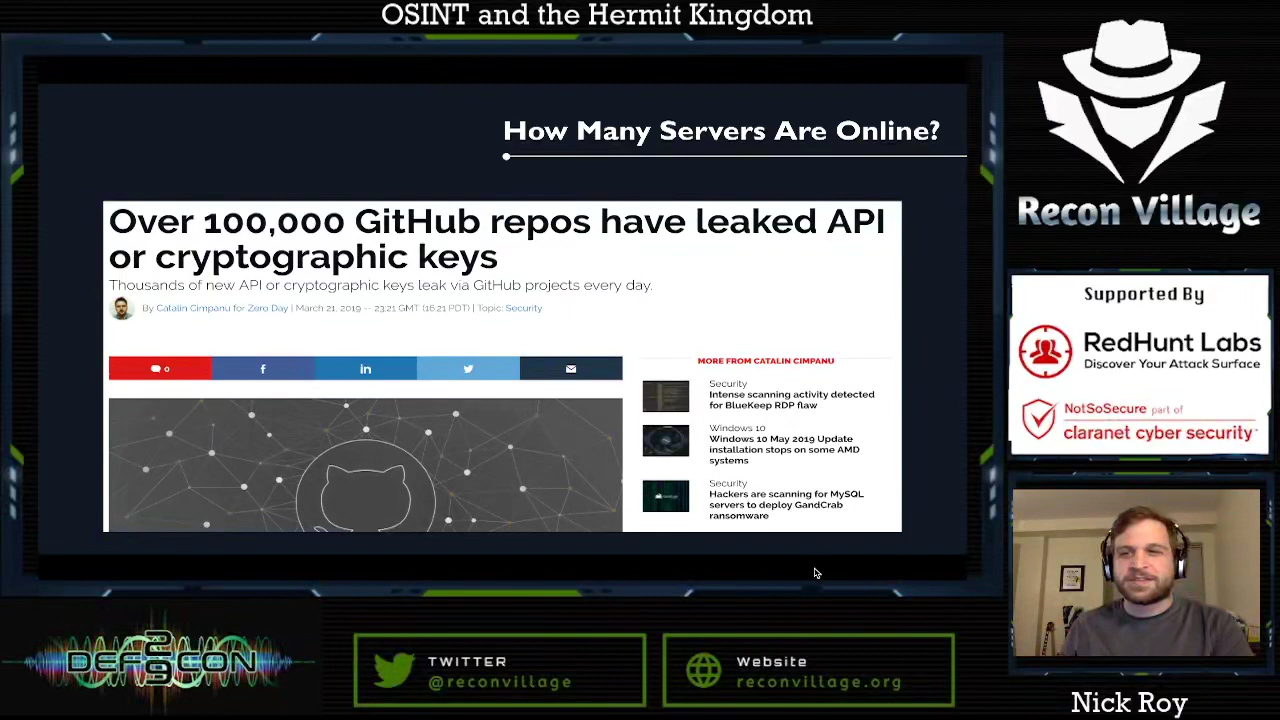 OSINT and the Hermit Kingdom
How Many Servers Are Online?
Over 100,000 GitHub repos have leaked API
or cryptographic keys
Thousands of new API or cryptographic keys leak via GitHub projects every day.
By Catalin Cimpanu for Zero Day | March 21, 2019 -- 23:21 GMT (16:21 PDT) | Topic: Security
0
MORE FROM CATALIN CIMPANU
Security
Intense scanning activity detected
for BlueKeep RDP flaw
Windows 10
Windows 10 May 2019 Update
installation stops on some AMD
systems
Security
Hackers are scanning for MySQL
servers to deploy GandCrab
ransomware
Recon Village
Supported By
RedHunt Labs
Discover Your Attack Surface
NotSoSecure part of
claranet cyber security
DEF CON
29
TWITTER
@reconvillage
Website
reconvillage.org
Nick Roy